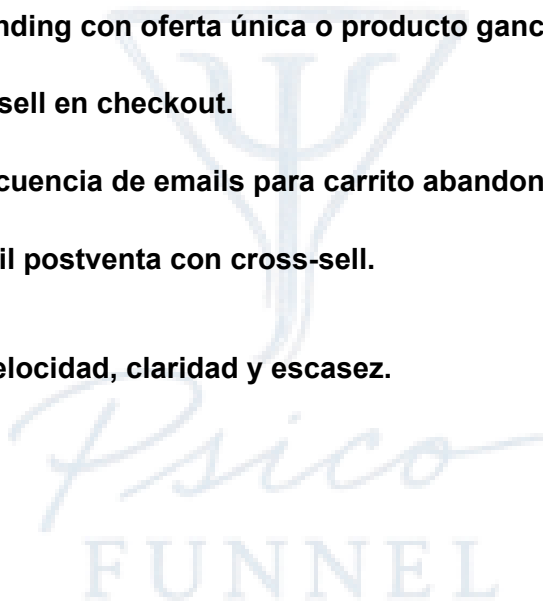 nding con oferta única o producto ganc
sell en checkout.
cuencia de emails para carrito abandon
il postventa con cross-sell.
elocidad, claridad y escasez.
Psico
FUNNEL